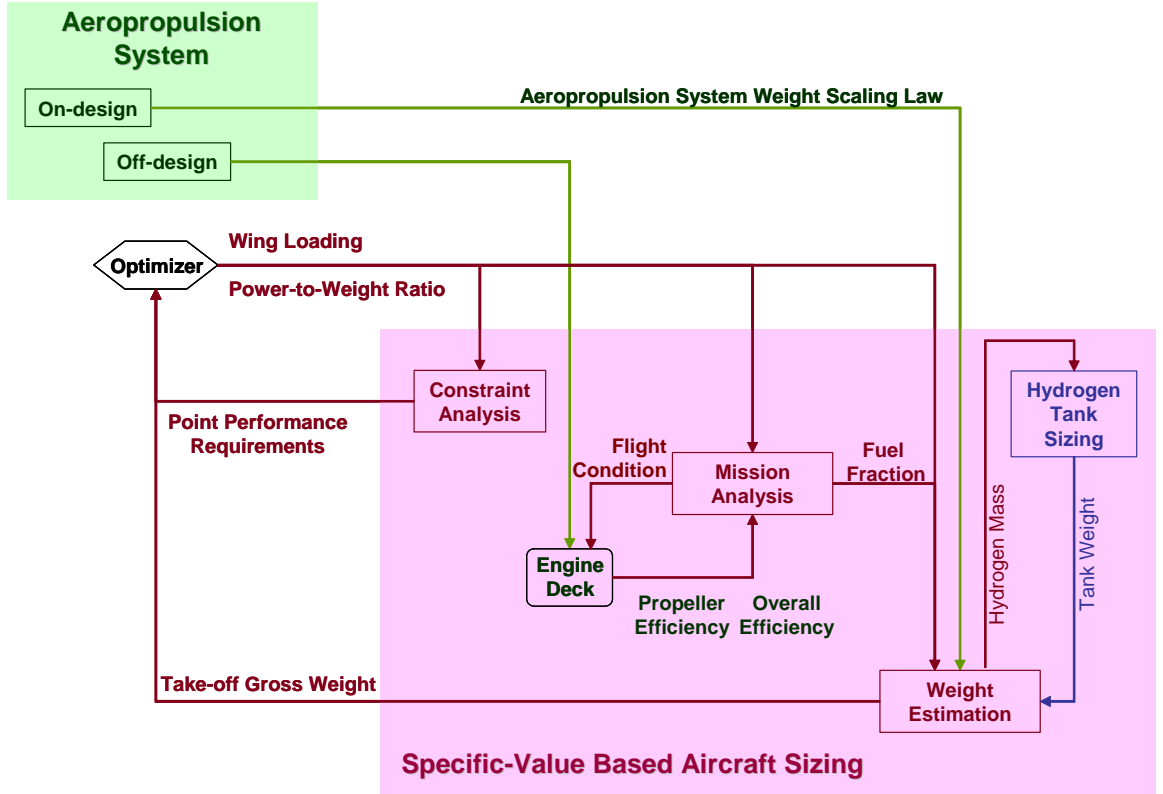 Aeropropulsion
System
On-design
Aeropropulsion System Weight Scaling Law
Off-design
Wing Loading
Optimizer
Power-to-Weight Ratio
Constraint
Analysis
Hydrogen
Tank
Sizing
Point Performance
Requirements
Flight
Condition
Mission
Analysis
Fuel
Fraction
Hydrogen Mass
Tank Weight
Engine
Deck
Propeller
Efficiency
Overall
Efficiency
Take-off Gross Weight
Weight
Estimation
Specific-Value Based Aircraft Sizing